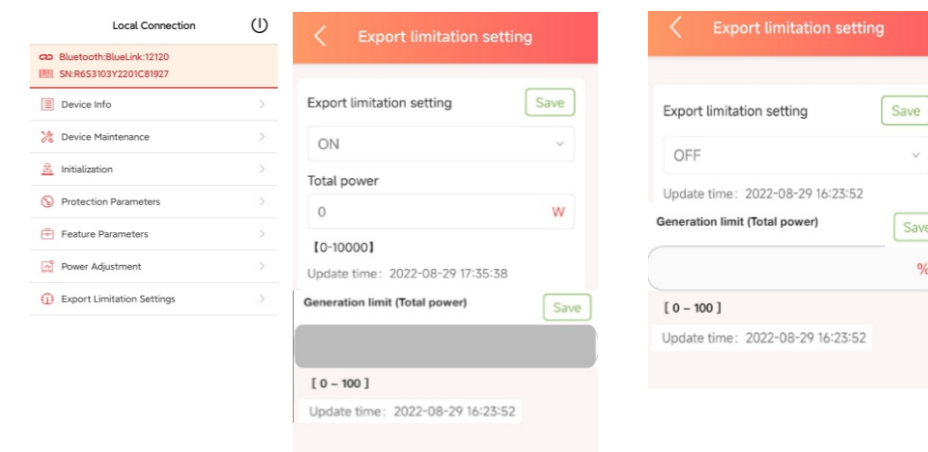 Local Connection
Bluetooth:BlueLink:12120
SN:R6S3103Y2201C81927
Device Info
Device Maintenance
Initialization
Protection Parameters
Feature Parameters
Power Adjustment
Export Limitation Settings
Export limitation setting
Export limitation setting
Save
ON
Total power
0
W
【0-10000】
Update time: 2022-08-29 17:35:38
Generation limit (Total power)
Save
[ 0 – 100 ]
Update time: 2022-08-29 16:23:52
Export limitation setting
Export limitation setting
Save
OFF
Update time: 2022-08-29 16:23:52
Generation limit (Total power)
Save
%
[ 0 – 100 ]
Update time: 2022-08-29 16:23:52